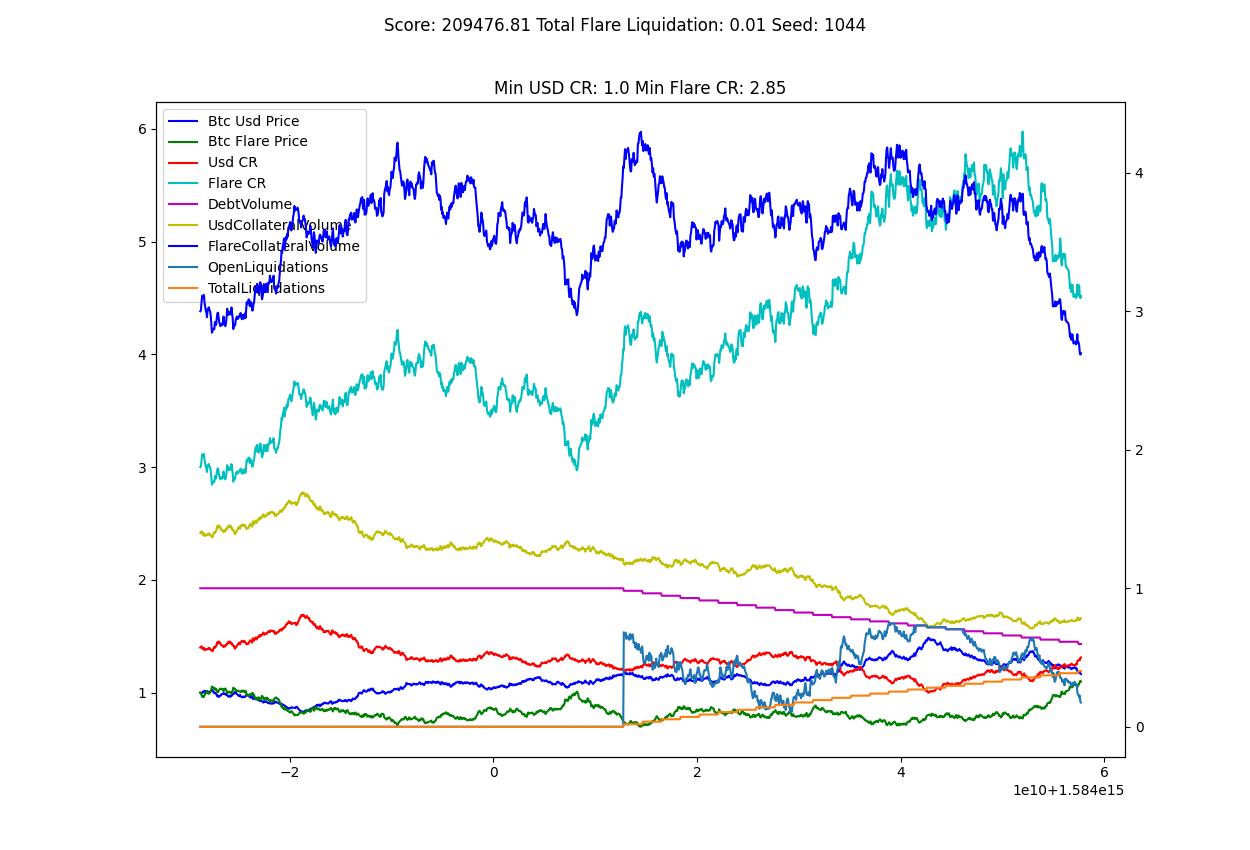 Score: 209476.81 Total Flare Liquidation: 0.01 Seed: 1044
Min USD CR: 1.0 Min Flare CR: 2.85
Btc Usd Price
Btc Flare Price
Usd CR
Flare CR
DebtVolume
UsdCollateralVolume
FlareCollateralVolume
OpenLiquidations
TotalLiquidations
6
5
4
3
2
1
4
3
2
1
0
−2
0
2
4
6
1e10+1.584e15